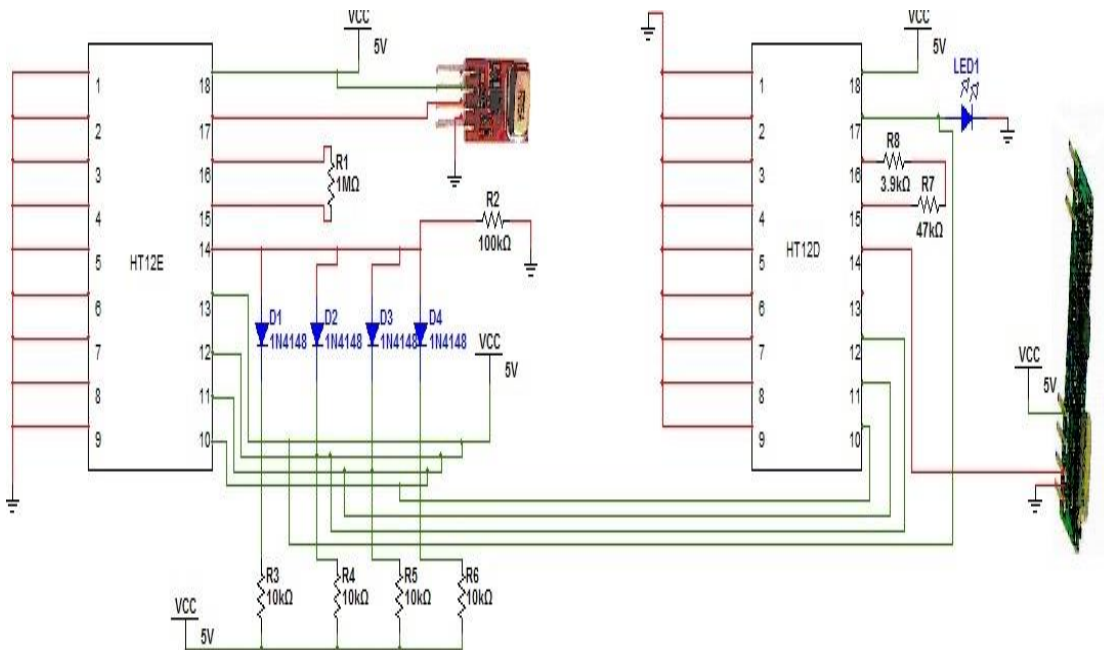 VCC
5V
1
2
3
4
5
6
7
8
9
HT12E
18
17
16
15
14
13
12
11
10
R1
1MΩ
R2
100kΩ
D1
1N4148
D2
1N4148
D3
1N4148
D4
1N4148
VCC
5V
R3
10kΩ
R4
10kΩ
R5
10kΩ
R6
10kΩ
VCC
5V
1
2
3
4
5
6
7
8
9
HT12D
18
17
16
15
14
13
12
11
10
VCC
5V
LED1
R8
3.9kΩ
R7
47kΩ
VCC
5V